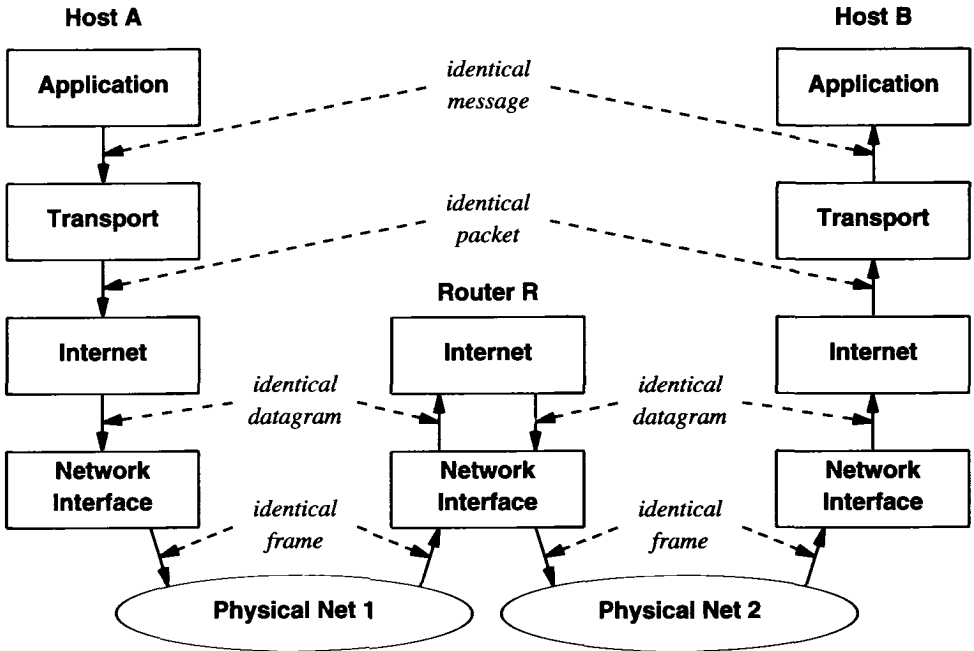 Host A
Host B
Application
identical
message
Application
Transport
identical
packet
Transport
Router R
Internet
Internet
Internet
identical
datagram
identical
datagram
Network
Interface
Network
Interface
Network
Interface
identical
frame
identical
frame
Physical Net 1
Physical Net 2